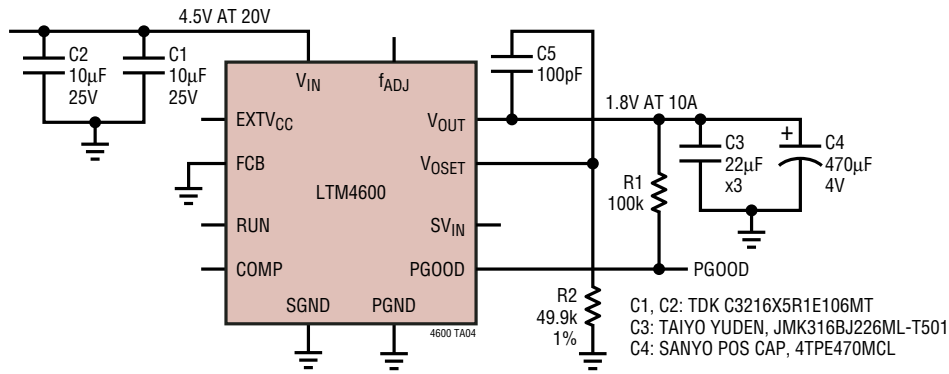 4.5V AT 20V
C2
10µF
25V
C1
10µF
25V
C5
100pF
VIN
fADJ
EXTVCC
VOUT
1.8V AT 10A
FCB
VOSET
LTM4600
R1
100k
C3
22µF
x3
+
C4
470µF
4V
RUN
SVIN
COMP
PGOOD
PGOOD
SGND
PGND
R2
49.9k
1%
4600 TA04
C1, C2: TDK C3216X5R1E106MT
C3: TAIYO YUDEN, JMK316BJ226ML-T501
C4: SANYO POS CAP, 4TPE470MCL